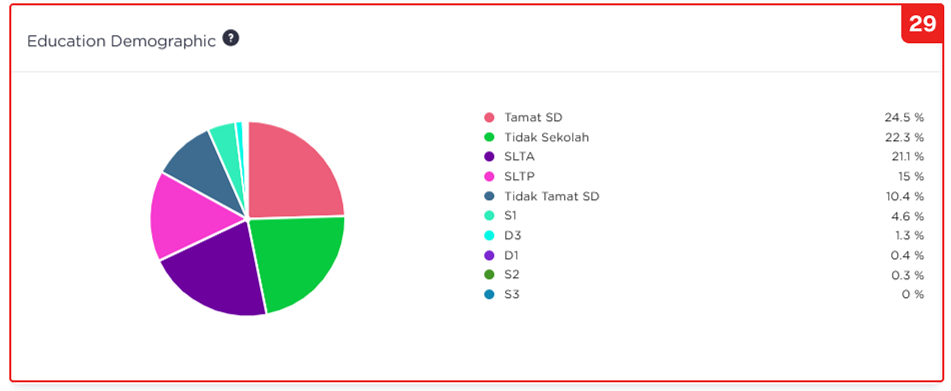 29
Education Demographic ?
Tamat SD 24.5 %
Tidak Sekolah 22.3 %
SLTA 21.1 %
SLTP 15 %
Tidak Tamat SD 10.4 %
S1 4.6 %
D3 1.3 %
D1 0.4 %
S2 0.3 %
S3 0 %